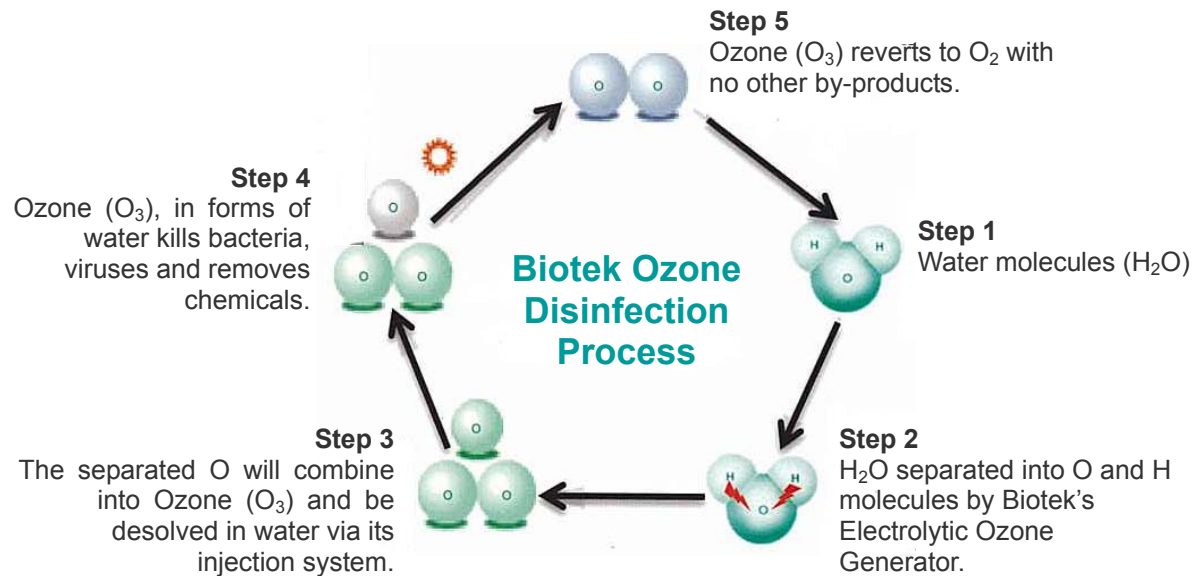 Step 5
Ozone (O₃) reverts to O₂ with
no other by-products.
O O
Step 4
Ozone (O₃), in forms of
water kills bacteria,
viruses and removes
chemicals.
O
O O
Biotek Ozone
Disinfection
Process
H H
O
Step 1
Water molecules (H₂O)
Step 3
The separated O will combine
into Ozone (O₃) and be
desolved in water via its
injection system.
O
O O
H H
O
Step 2
H₂O separated into O and H
molecules by Biotek's
Electrolytic Ozone
Generator.